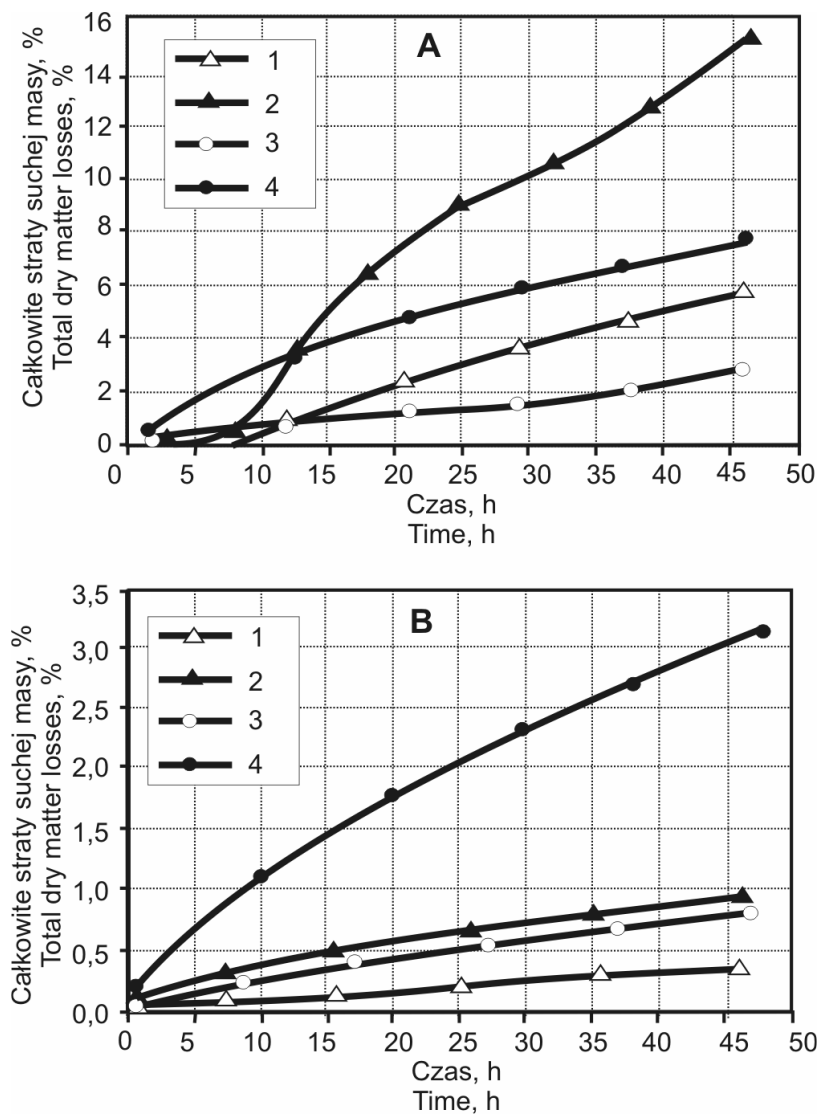 Całkowite straty suchej masy, %
Total dry matter losses, %
16
14
12
10
8
6
4
2
0
A
1
2
3
4
0 5 10 15 20 25 30 35 40 45 50
Czas, h
Time, h
Całkowite straty suchej masy, %
Total dry matter losses, %
3,5
3,0
2,5
2,0
1,5
1,0
0,5
0,0
B
1
2
3
4
0 5 10 15 20 25 30 35 40 45 50
Czas, h
Time, h